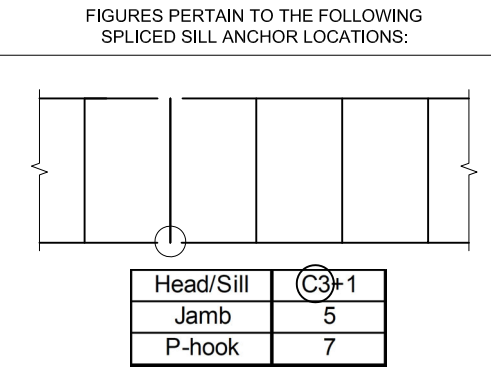 FIGURES PERTAIN TO THE FOLLOWING
SPLICED SILL ANCHOR LOCATIONS:
Head/Sill C3+1
Jamb 5
P-hook 7